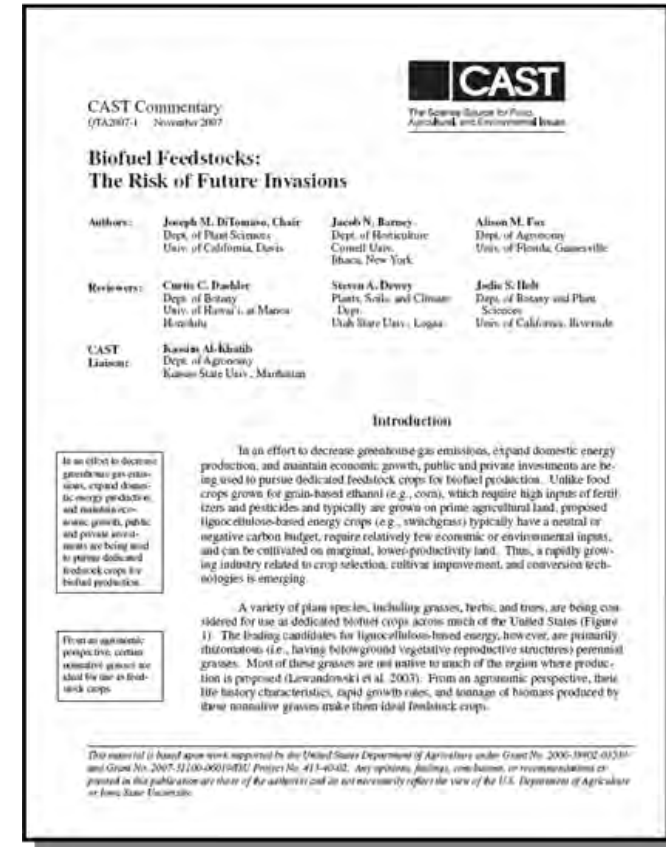 CAST
The Science Source for Food,
Agricultural, and Environmental Issues
CAST Commentary
QTA2007-1 November 2007
Biofuel Feedstocks:
The Risk of Future Invasions
Authors: Joseph M. DiTomaso, Chair
Dept. of Plant Sciences
Univ. of California, Davis
Jacob N. Barney
Dept. of Horticulture
Cornell Univ.
Ithaca, New York
Alison M. Fox
Dept. of Agronomy
Univ. of Florida, Gainesville
Reviewers: Curtis C. Daehler
Dept. of Botany
Univ. of Hawai'i, at Manoa
Honolulu
Steven A. Dewey
Plants, Soils, and Climate
Dept.
Utah State Univ., Logan
Jodie S. Holt
Dept. of Botany and Plant
Sciences
Univ. of California, Riverside
CAST
Liaison:
Kassim Al-Khatib
Dept. of Agronomy
Kansas State Univ., Manhattan
Introduction
In an effort to decrease
greenhouse gas emis-
sions, expand domes-
tic energy production,
and maintain eco-
nomic growth, public
and private invest-
ments are being used
to pursue dedicated
feedstock crops for
biofuel production.
In an effort to decrease greenhouse gas emissions, expand domestic energy
production, and maintain economic growth, public and private investments are be-
ing used to pursue dedicated feedstock crops for biofuel production. Unlike food
crops grown for grain-based ethanol (e.g., corn), which require high inputs of fertil
izers and pesticides and typically are grown on prime agricultural land, proposed
lignocellulose-based energy crops (e.g., switchgrass) typically have a neutral or
negative carbon budget, require relatively few economic or environmental inputs,
and can be cultivated on marginal, lower-productivity land. Thus, a rapidly grow-
ing industry related to crop selection, cultivar improvement, and conversion tech-
nologies is emerging.
From an agronomic
perspective, certain
nonnative grasses are
ideal for use as feed-
stock crops.
A variety of plant species, including grasses, herbs, and trees, are being con-
sidered for use as dedicated biofuel crops across much of the United States (Figure
1). The leading candidates for lignocellulose-based energy, however, are primarily
rhizomatous (i.e., having belowground vegetative reproductive structures) perennial
grasses. Most of these grasses are not native to much of the region where produc-
tion is proposed (Lewandowski et al. 2003). From an agronomic perspective, their
life history characteristics, rapid growth rates, and tonnage of biomass produced by
these nonnative grasses make them ideal feedstock crops.
This material is based upon work supported by the United States Department of Agriculture under Grant No.
and Grant No. Project No. Any opinions, findings, conclusions, or recommendations ex-
pressed in this publication are those of the author(s) and do not necessarily reflect the view of the U.S. Department of Agriculture
or Iowa State University.